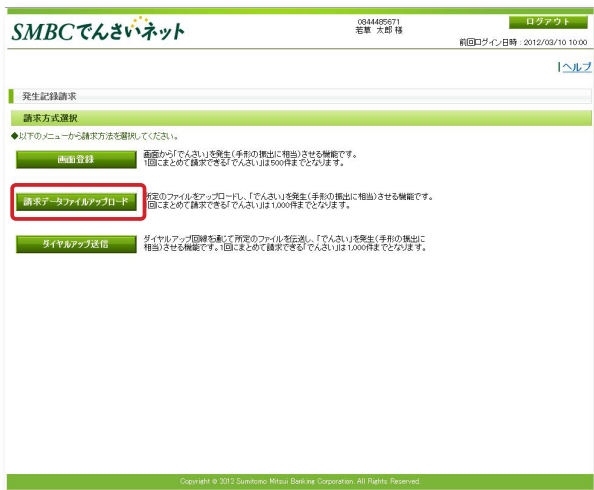 SMBCでんさいネット
0844485671
若草 太郎 様
ログアウト
前回ログイン日時 : 2012/03/10 10:00
|ヘルプ
発生記録請求
請求方式選択
◆以下のメニューから請求方法を選択してください。
画面登録
画面から「でんさい」を発生(手形の振出に相当)させる機能です。
1回にまとめて請求できる「でんさい」は500件までとなります。
請求データファイルアップロード
所定のファイルをアップロードし、「でんさい」を発生(手形の振出に相当)させる機能です。
1回にまとめて請求できる「でんさい」は1,000件までとなります。
ダイヤルアップ送信
ダイヤルアップ回線を通じて所定のファイルを伝送し、「でんさい」を発生(手形の振出に
相当)させる機能です。1回にまとめて請求できる「でんさい」は1,000件までとなります。
Copyright © 2012 Sumitomo Mitsui Banking Corporation. All Rights Reserved.